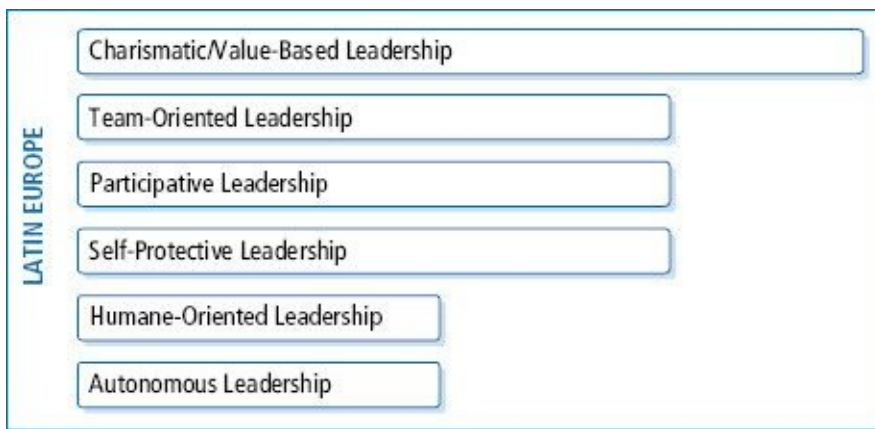 LATIN EUROPE
Charismatic/Value-Based Leadership
Team-Oriented Leadership
Participative Leadership
Self-Protective Leadership
Humane-Oriented Leadership
Autonomous Leadership